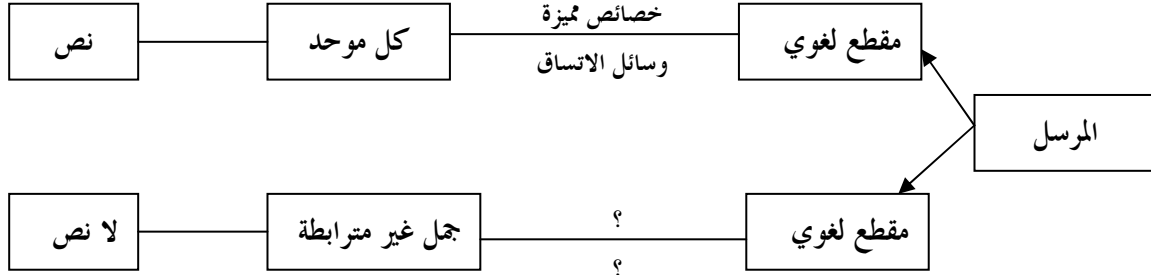 خصائص مميزة
مقطع لغوي
كل موحد
نص
وسائل الاتساق
المرسل
؟
مقطع لغوي
جمل غير مترابطة
لا نص
؟